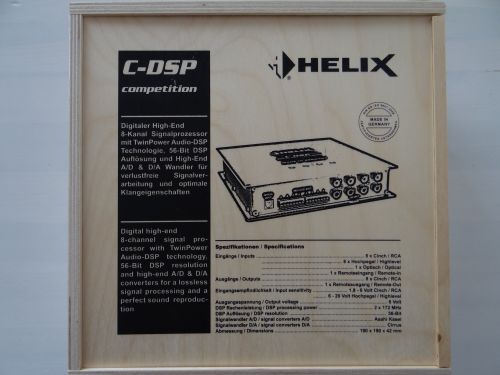 C-DSP
competition
HELIX
®
MADE IN
GERMANY
Digitaler High-End
8-Kanal Signalprozessor
mit TwinPower Audio-DSP
Technologie, 56-Bit DSP
Auflösung und High-End
A/D & D/A Wandler für
verlustfreie Signalver-
arbeitung und optimale
Klangeigenschaften
Digital high-end
8-channel signal pro-
cessor with TwinPower
Audio-DSP technology,
56-Bit DSP resolution
and high-end A/D & D/A
converters for a lossless
signal processing and a
perfect sound reproduc-
tion
Spezifikationen / Specifications
Eingänge / Inputs 6 x Cinch / RCA
8 x Hochpegel / Highlevel
1 x Optisch / Optical
1 x Remoteeingang / Remote-In
Ausgänge / Outputs 8 x Cinch / RCA
1 x Remoteausgang / Remote-Out
Eingangsempfindlichkeit / Input sensitivity 1,8 - 6 Volt Cinch / RCA
6 - 20 Volt Hochpegel / Highlevel
Ausgangsspannung / Output voltage 6 Volt
DSP Rechenleistung / DSP processing power 2 x 172 MHz
DSP Auflösung / DSP resolution 56-Bit
Signalwandler A/D / signal converters A/D Asahi Kasei
Signalwandler D/A / signal converters D/A Cirrus
Abmessung / Dimensions 190 x 190 x 42 mm